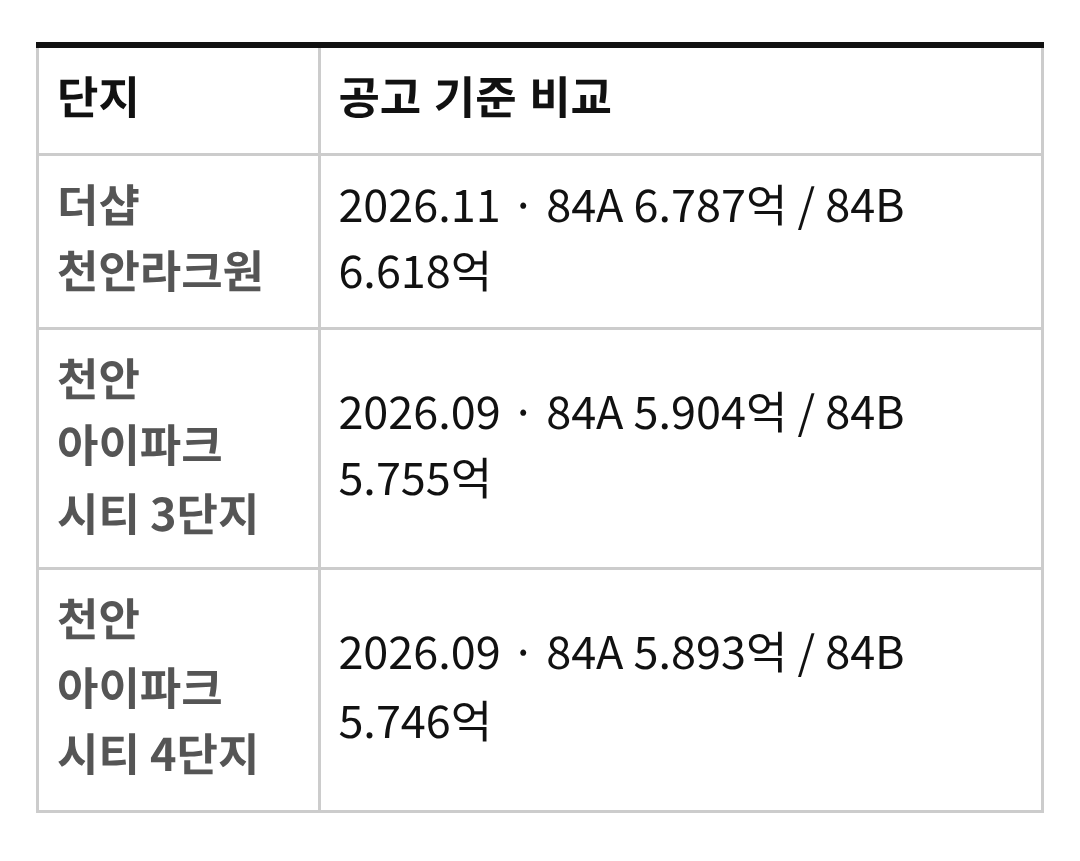 단지
공고 기준 비교
더샵
천안라크원
2026.11 · 84A 6.787억 / 84B
6.618억
천안
아이파크
시티 3단지
2026.09 · 84A 5.904억 / 84B
5.755억
천안
아이파크
시티 4단지
2026.09 · 84A 5.893억 / 84B
5.746억